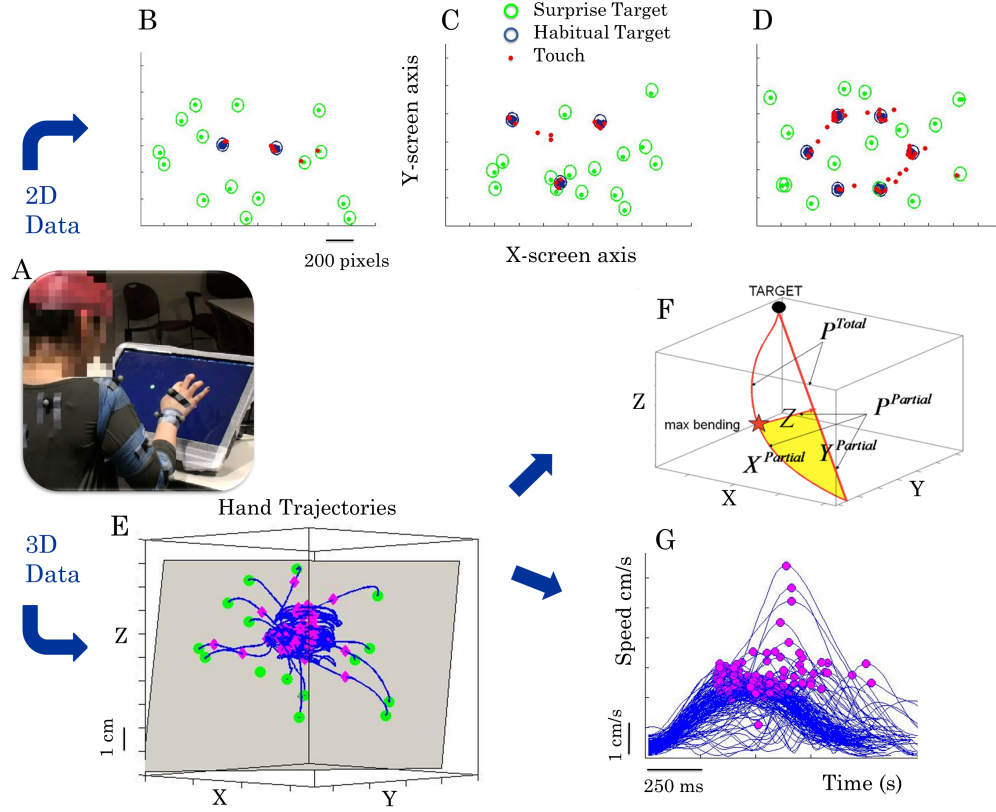 B
C
Surprise Target
Habitual Target
Touch
D
Y-screen axis
2D
Data
200 pixels
X-screen axis
A
F
TARGET
P^Total
Z
max bending
Z
P^Partial
X^Partial
Y^Partial
X
Y
Hand Trajectories
E
3D
Data
Z
1 cm
X
Y
G
Speed cm/s
1 cm/s
250 ms
Time (s)